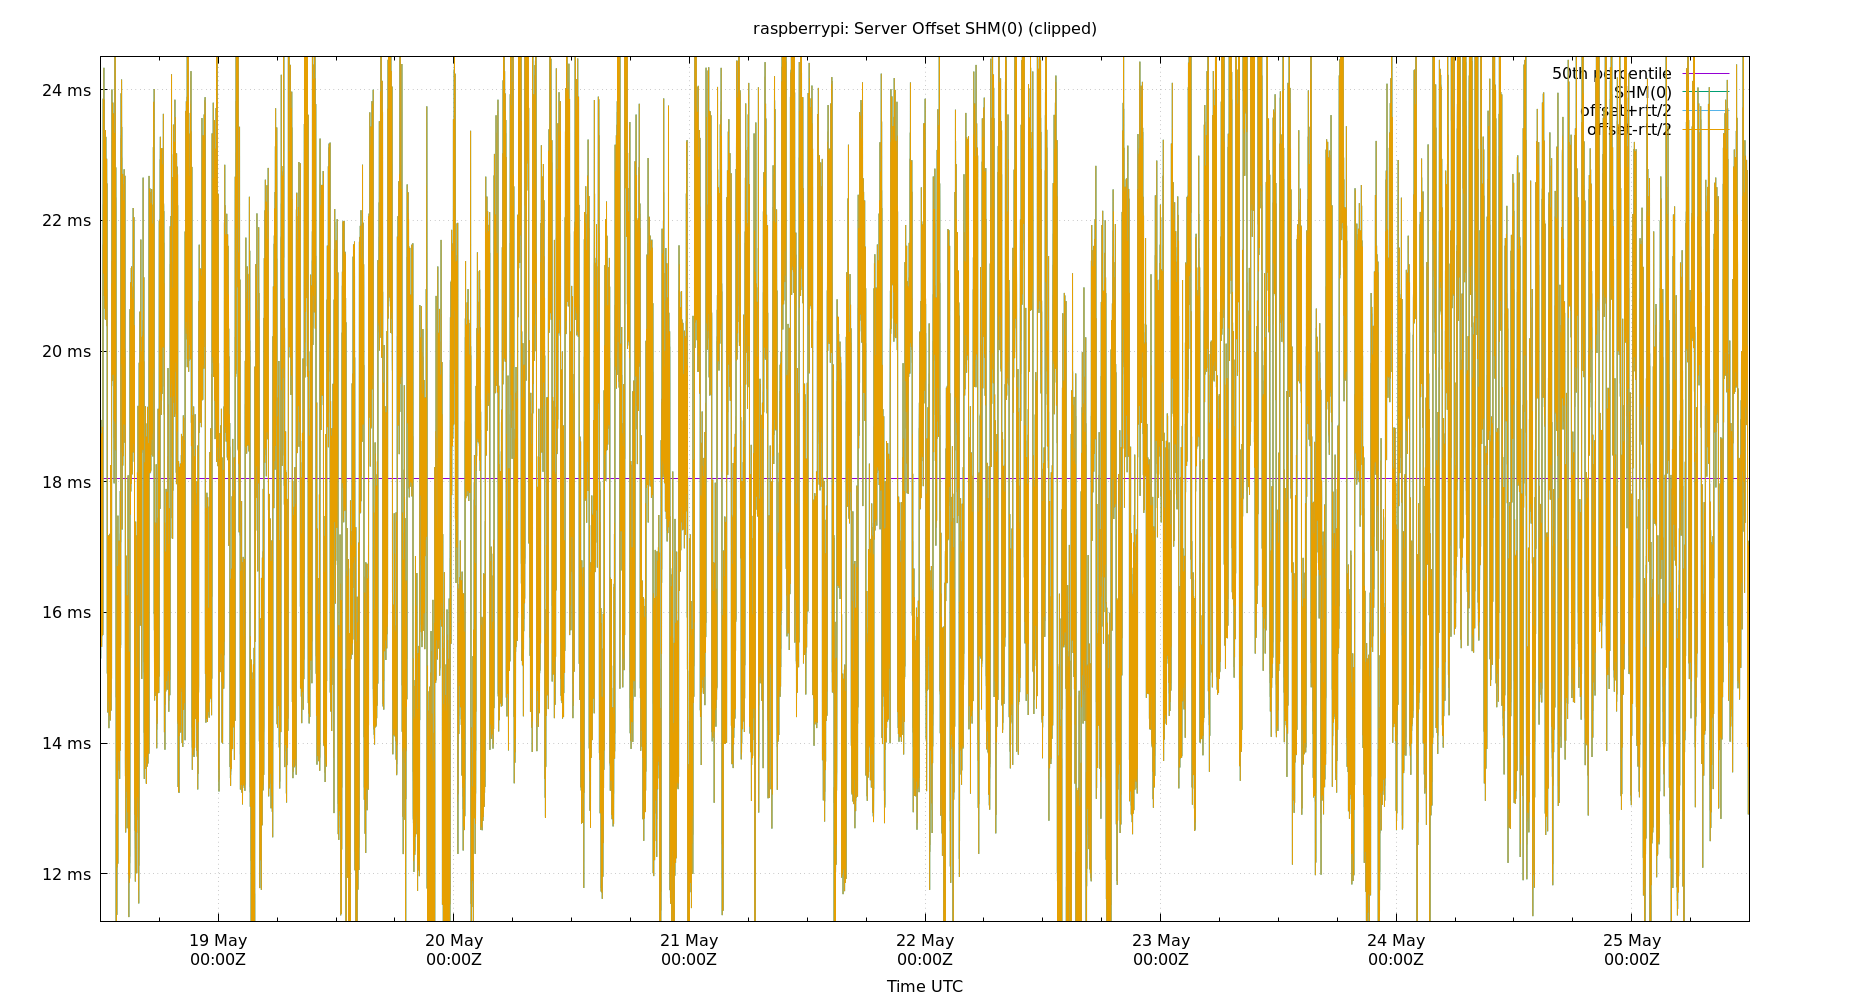 raspberrypi: Server Offset SHM(0) (clipped)
50th percentile
SHM(0)
offset+rtt/2
offset-rtt/2
24 ms
22 ms
20 ms
18 ms
16 ms
14 ms
12 ms
19 May
00:00Z
20 May
00:00Z
21 May
00:00Z
22 May
00:00Z
23 May
00:00Z
24 May
00:00Z
25 May
00:00Z
Time UTC